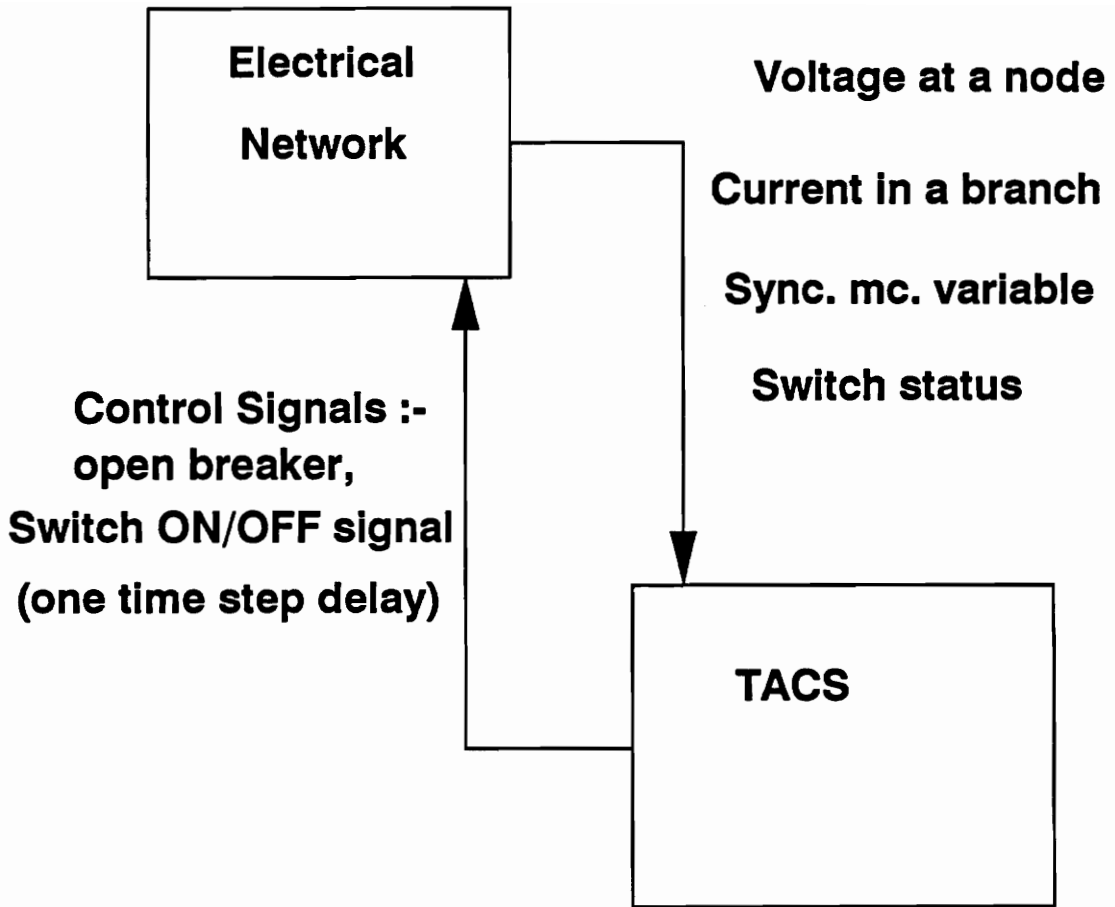 Electrical
Network
Voltage at a node
Current in a branch
Sync. mc. variable
Switch status
Control Signals :-
open breaker,
Switch ON/OFF signal
(one time step delay)
TACS